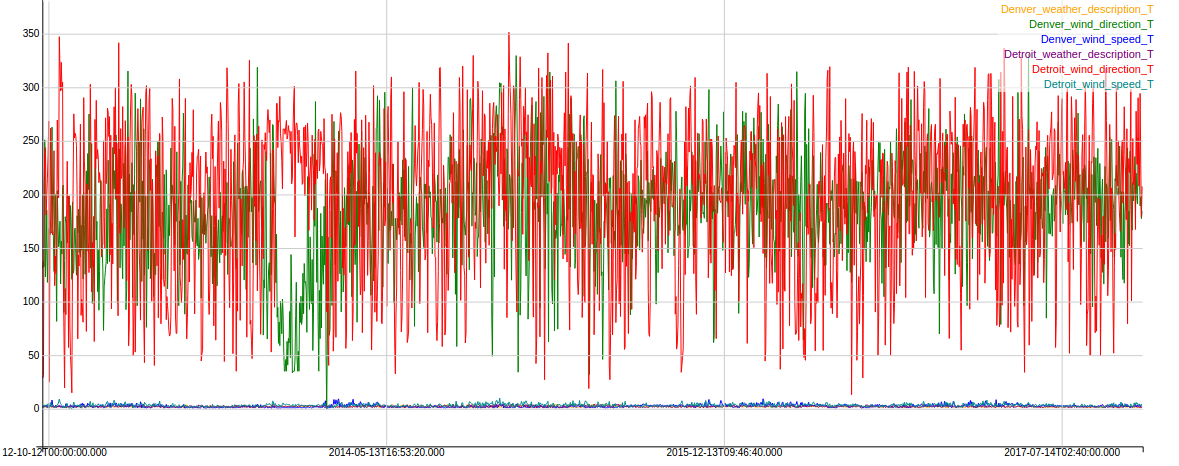 Denver_weather_description_T
Denver_wind_direction_T
Denver_wind_speed_T
Detroit_weather_description_T
Detroit_wind_direction_T
Detroit_wind_speed_T
350
300
250
200
150
100
50
0
12-10-12T00:00:00.000 2014-05-13T16:53:20.000 2015-12-13T09:46:40.000 2017-07-14T02:40:00.000